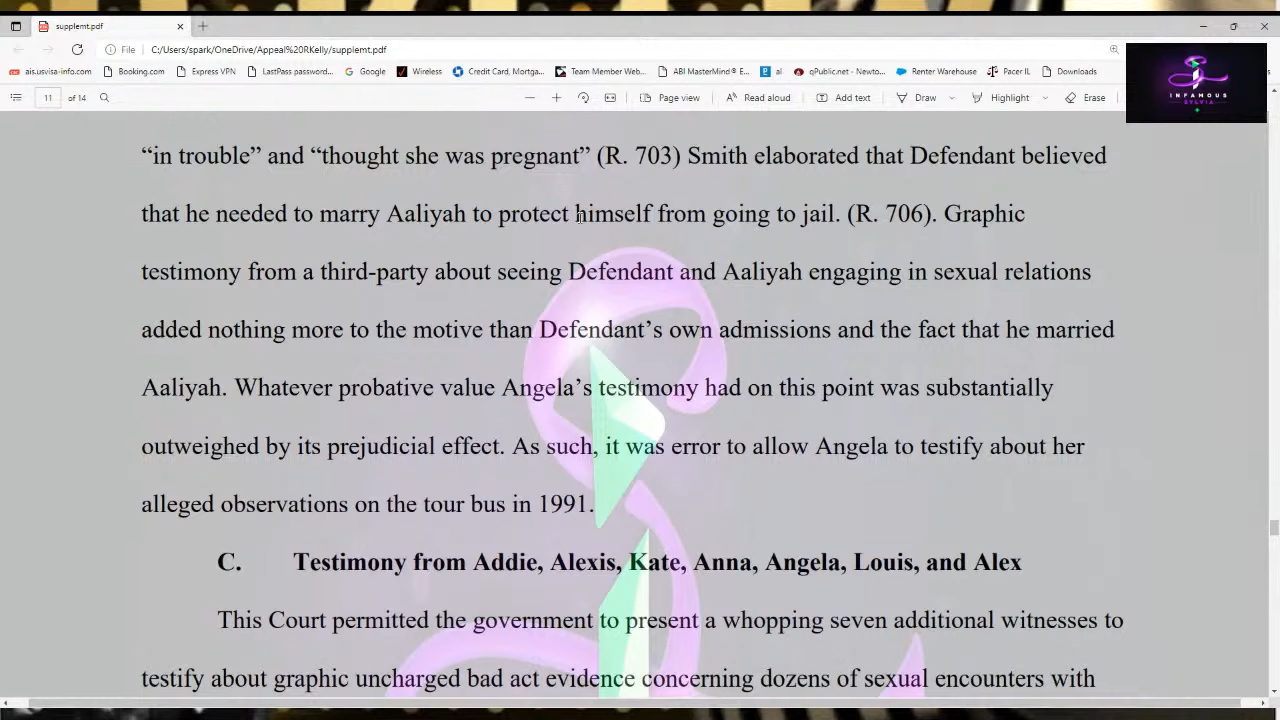 supplemt.pdf
File C:/Users/spark/OneDrive/Appeal%20RKelly/supplemt.pdf
ais.usvisa-info.com Booking.com Express VPN LastPass password... Google Wireless Credit Card, Mortga... Team Member Web... ABI MasterMind ® E... al qPublic.net - Newto... Renter Warehouse Pacer IL Downloads
11 of 14 Page view Read aloud Add text Draw Highlight Erase
INFAMOUS
SYLVIA
“in trouble” and “thought she was pregnant” (R. 703) Smith elaborated that Defendant believed
that he needed to marry Aaliyah to protect himself from going to jail. (R. 706). Graphic
testimony from a third-party about seeing Defendant and Aaliyah engaging in sexual relations
added nothing more to the motive than Defendant’s own admissions and the fact that he married
Aaliyah. Whatever probative value Angela’s testimony had on this point was substantially
outweighed by its prejudicial effect. As such, it was error to allow Angela to testify about her
alleged observations on the tour bus in 1991.
C. Testimony from Addie, Alexis, Kate, Anna, Angela, Louis, and Alex
This Court permitted the government to present a whopping seven additional witnesses to
testify about graphic uncharged bad act evidence concerning dozens of sexual encounters with